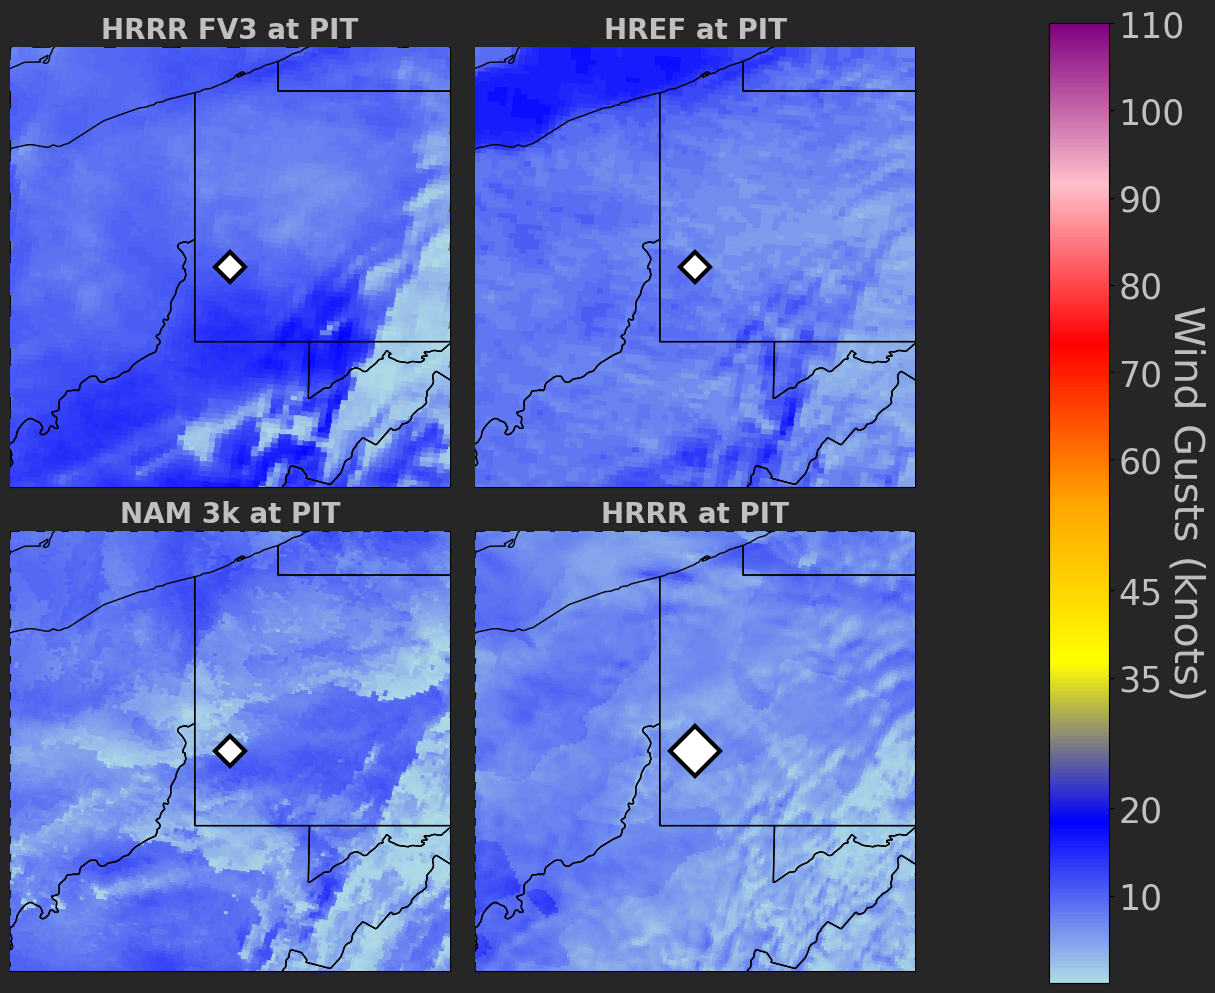 HRRR FV3 at PIT
HREF at PIT
NAM 3k at PIT
HRRR at PIT
110
100
90
80
70
60
45
35
20
10
Wind Gusts (knots)